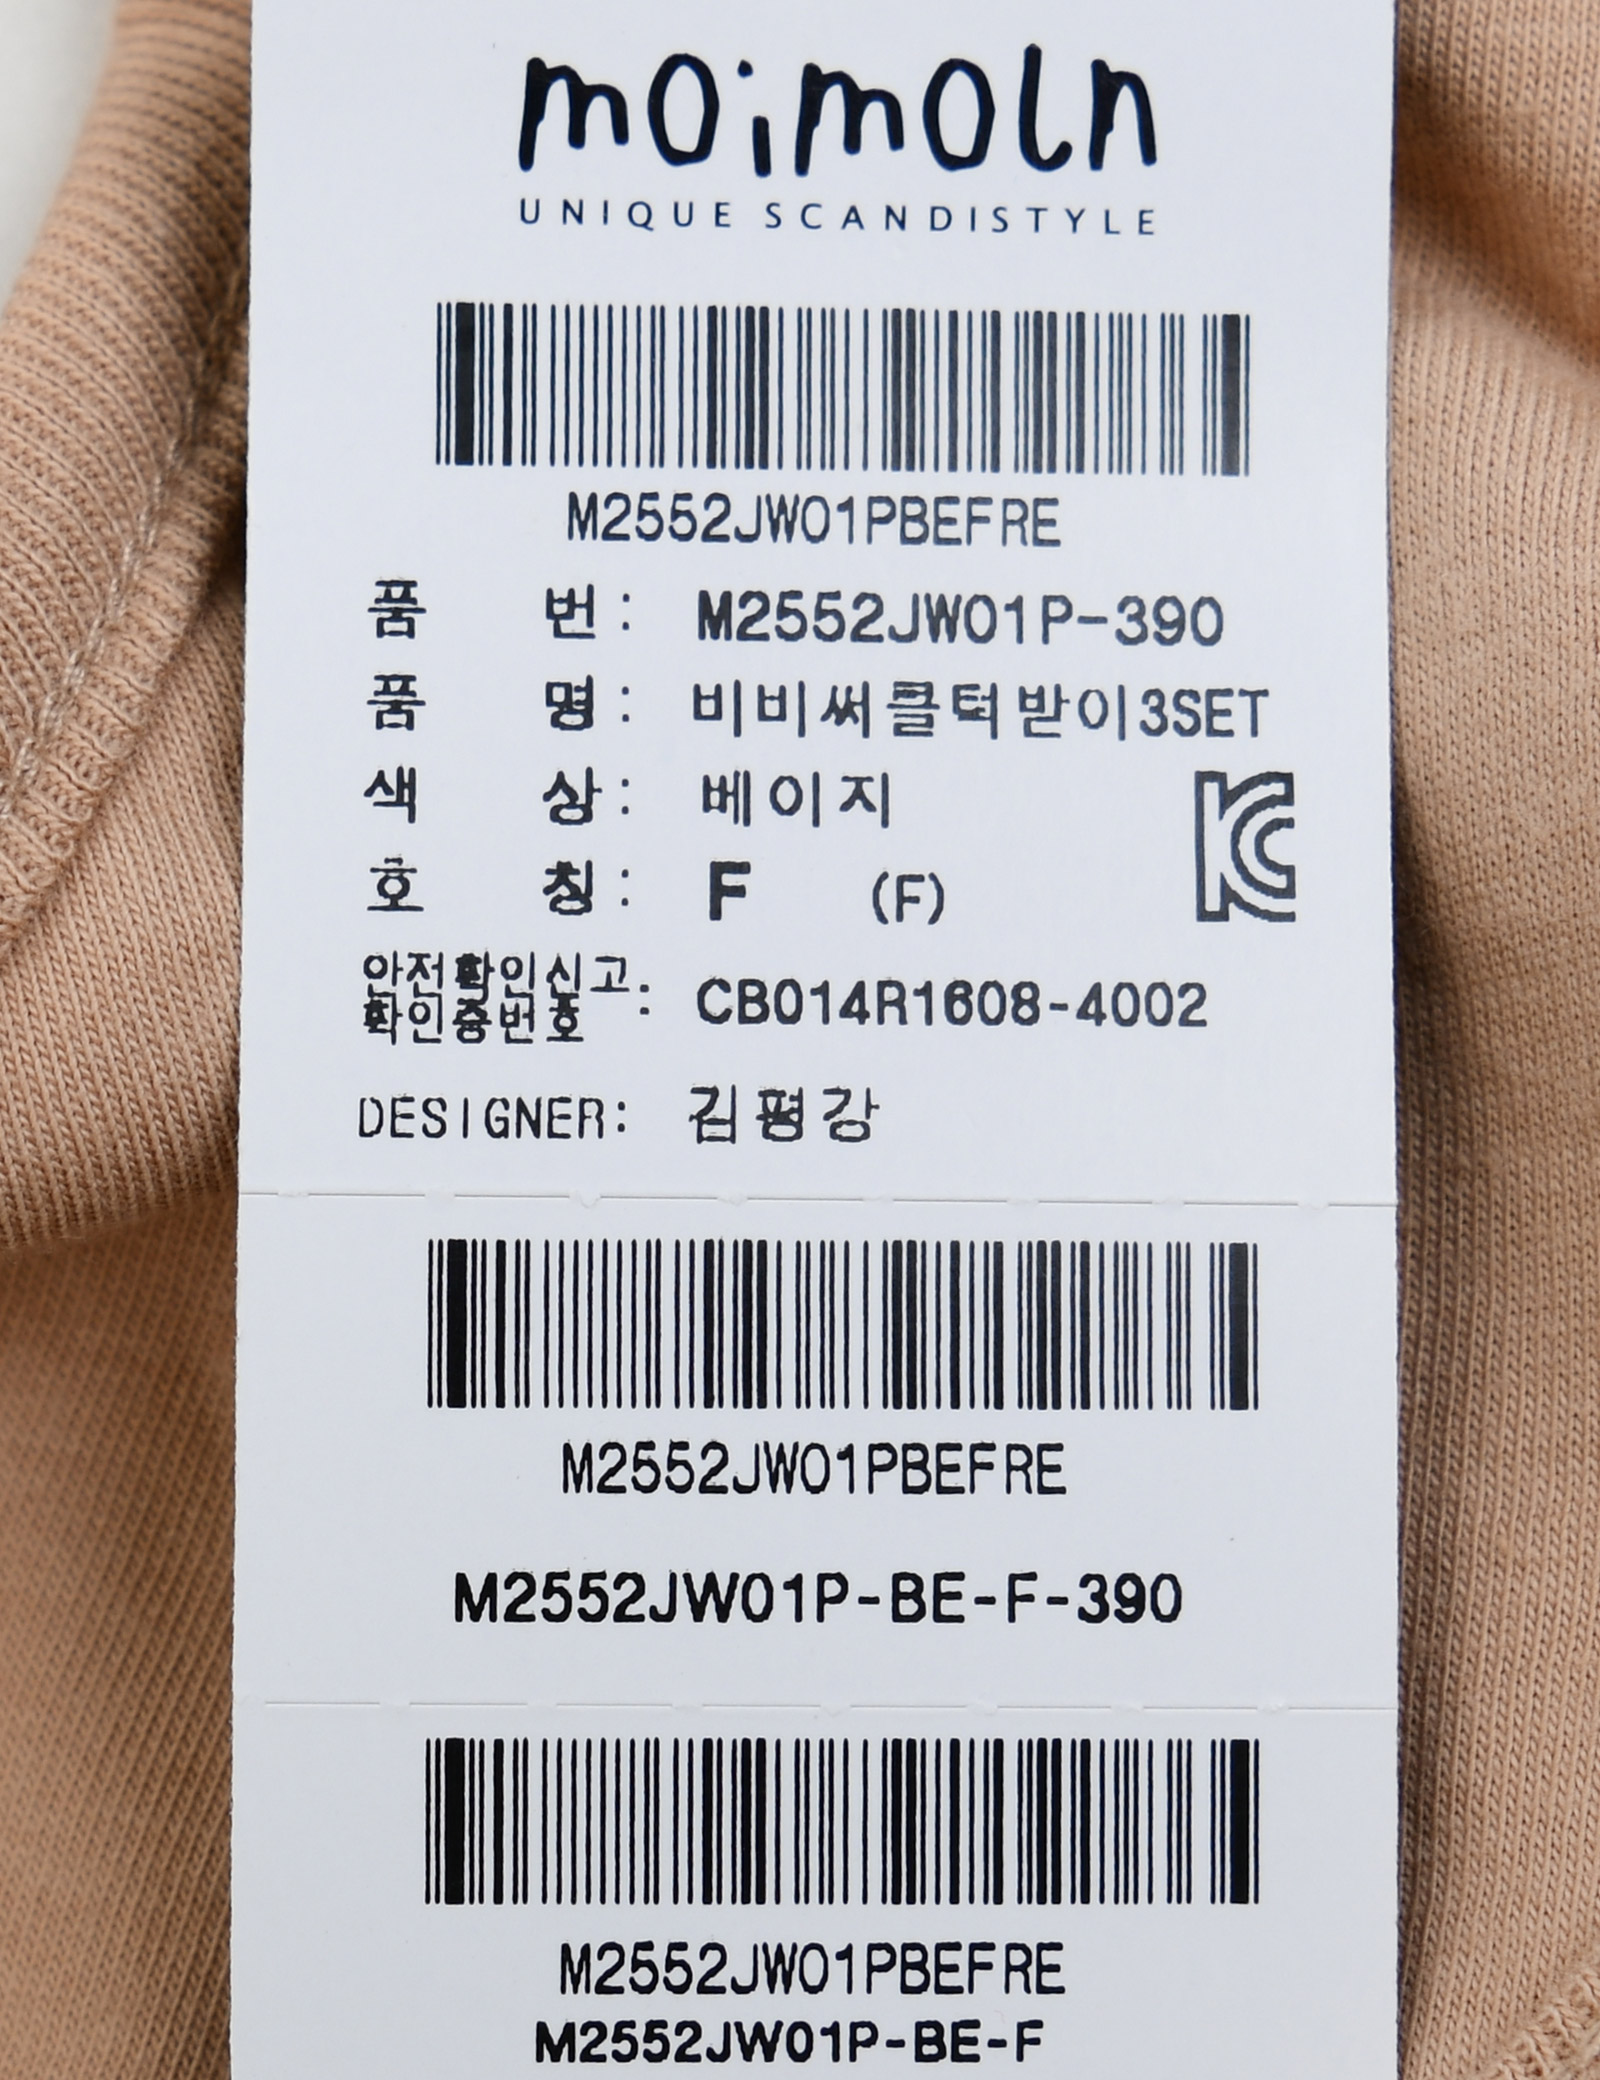 moimoln
UNIQUE SCANDISTYLE
M2552JW01PBEFRE
품 번: M2552JW01P-390
품 명: 비비써클턱받이3SET
색 상: 베이지
호 칭: F (F)
안전확인신고
확인증번호: CB014R1608-4002
DESIGNER: 김평강
M2552JW01PBEFRE
M2552JW01P-BE-F-390
M2552JW01PBEFRE
M2552JW01P-BE-F